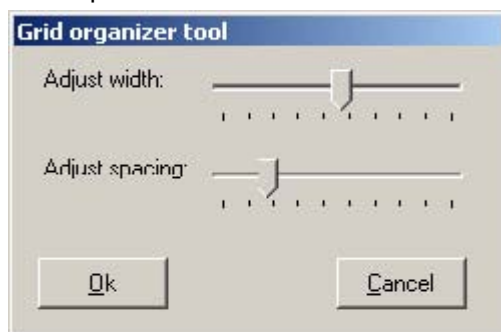 Grid organizer tool
Adjust width:
Adjust spacing:
Ok
Cancel